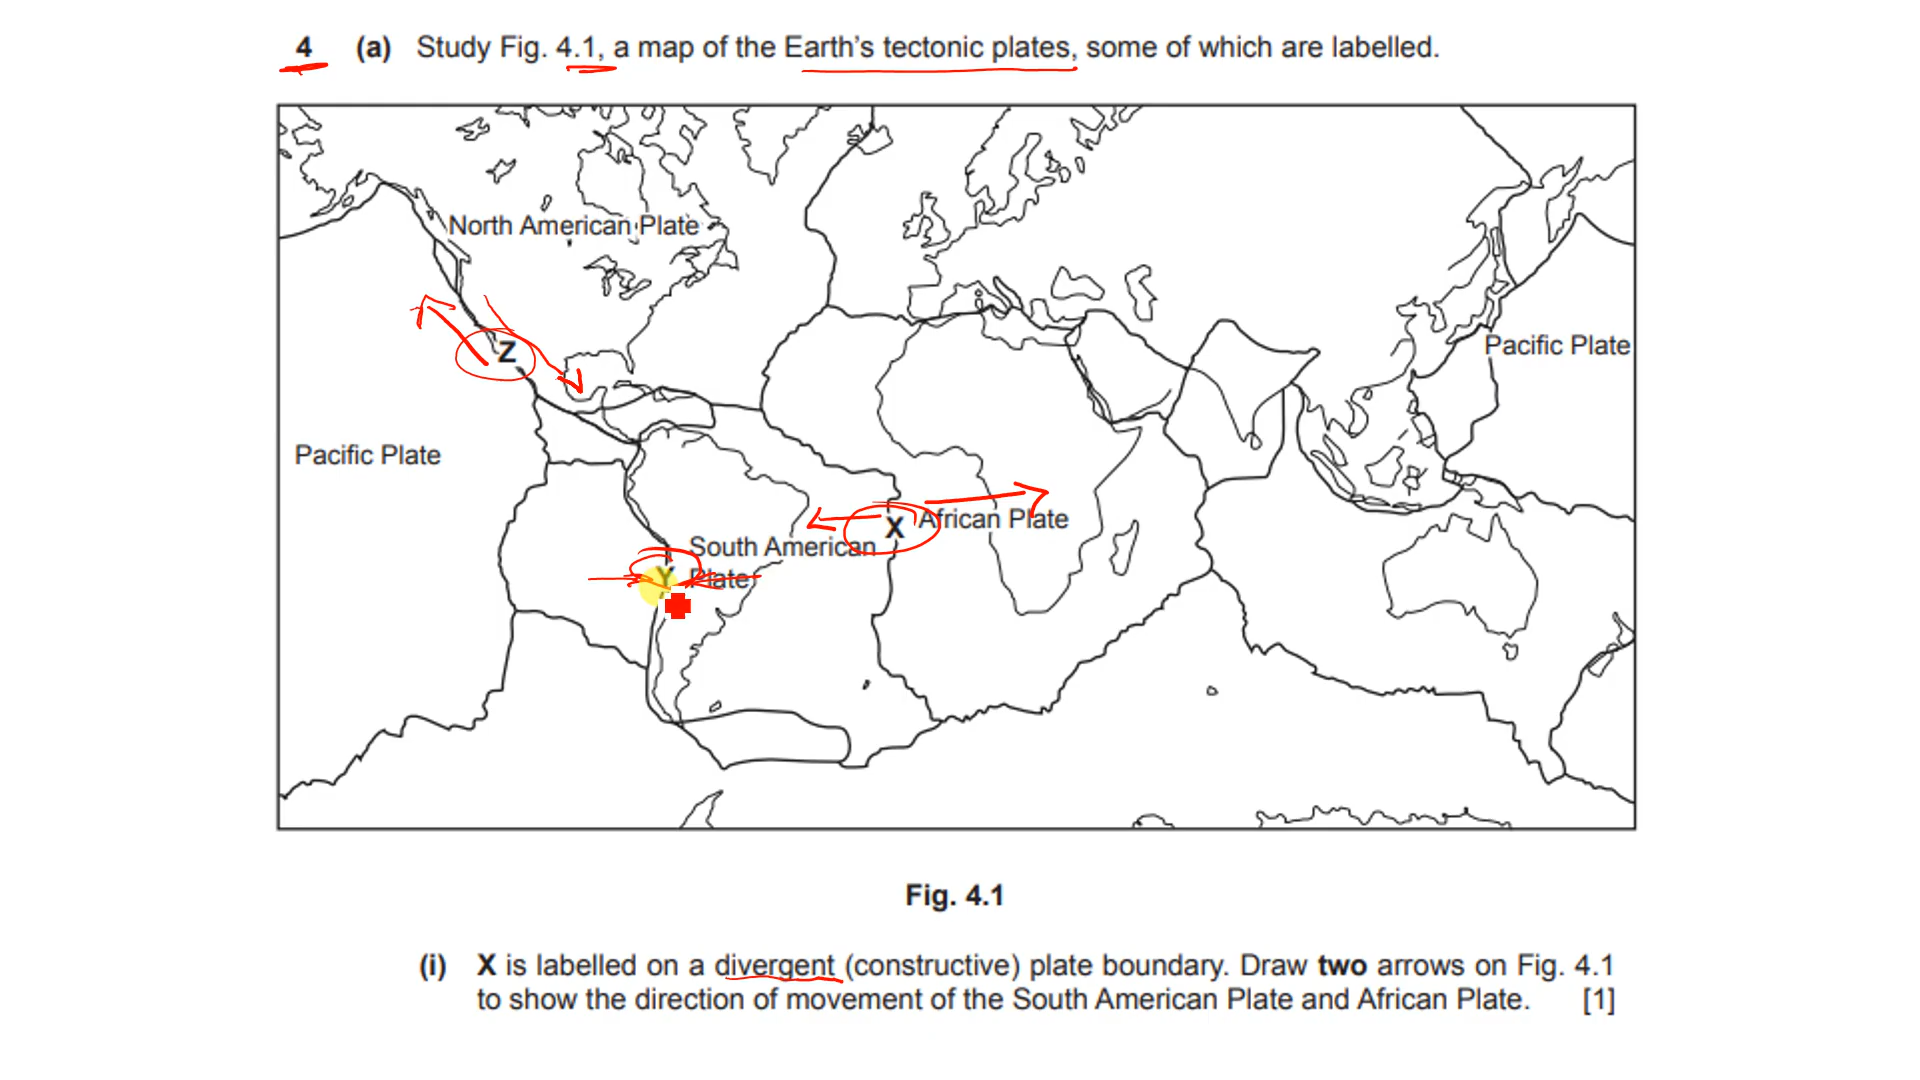 4 (a) Study Fig. 4.1, a map of the Earth's tectonic plates, some of which are labelled.
North American Plate
Z
Pacific Plate
Pacific Plate
X African Plate
South American
Y Plate
Fig. 4.1
(i) X is labelled on a divergent (constructive) plate boundary. Draw two arrows on Fig. 4.1
to show the direction of movement of the South American Plate and African Plate. [1]